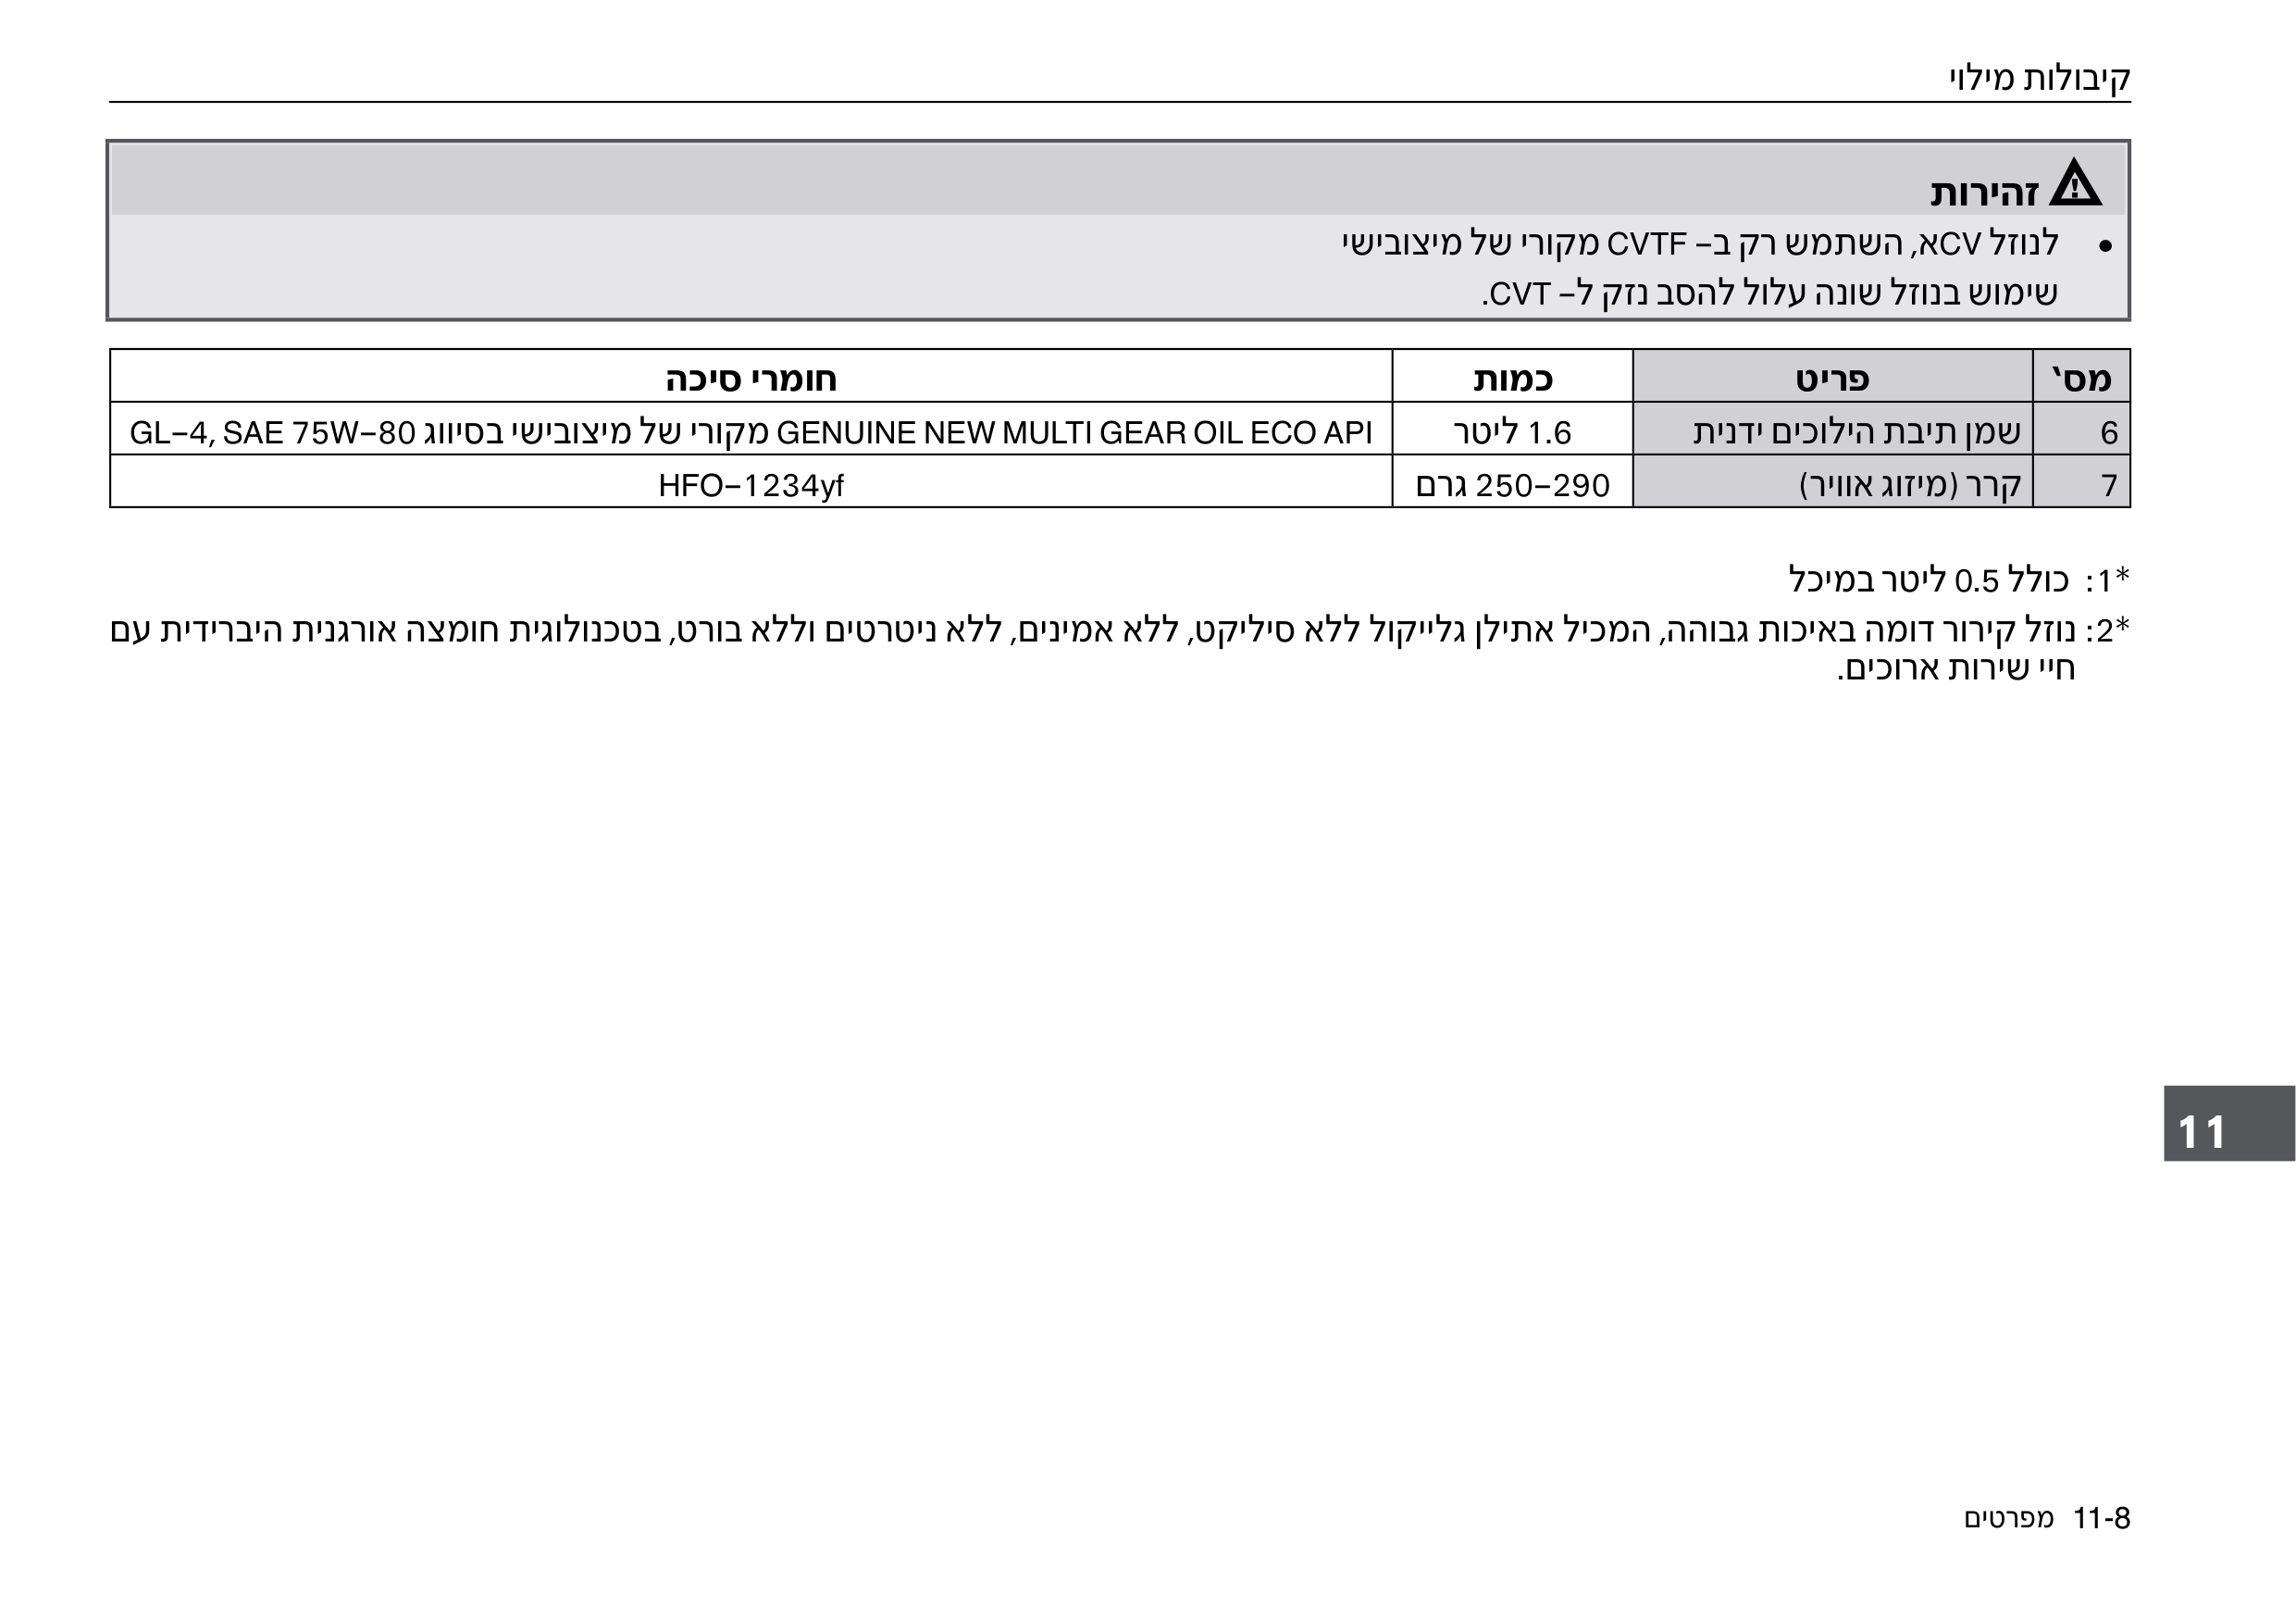 קיבולות מילוי
זהירות
• לנוזל CVא, השתמש רק ב– CVTF מקורי של מיצובישי
שימוש בנוזל שונה עלול להסב נזק ל– CVT.
מס' פריט כמות חומרי סיכה
6 שמן תיבת הילוכים ידנית 1.6 ליטר GENUINE NEW MULTI GEAR OIL ECO API מקורי של מיצובישי בסיווג GL–4, SAE 75W–80
7 קרר (מיזוג אוויר) 250–290 גרם HFO–1234yf
*1: כולל 0.5 ליטר במיכל
*2: נוזל קירור דומה באיכות גבוהה, המכיל אתילן גלייקול ללא סיליקט, ללא אמינים, ללא ניטרטים וללא בורט, בטכנולוגית חומצה אורגנית היברידית עם
חיי שירות ארוכים.
11
11-8 מפרטים